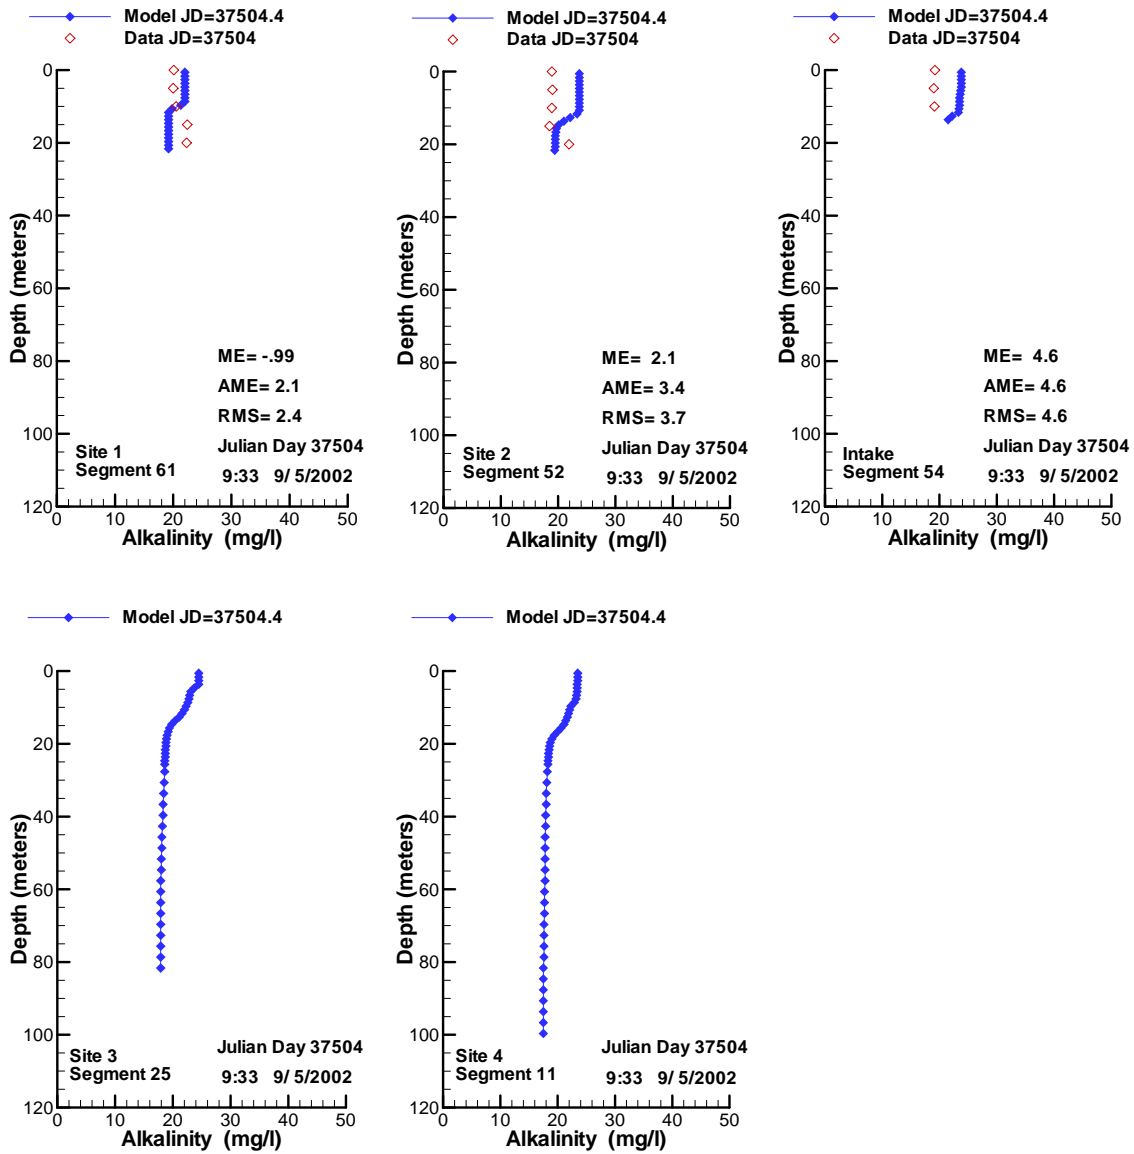 Model JD=37504.4
Data JD=37504
0
20
40
60
80
100
120
Depth (meters)
ME= -.99
AME= 2.1
RMS= 2.4
Julian Day 37504
9:33 9/ 5/2002
Site 1
Segment 61
0 10 20 30 40 50
Alkalinity (mg/l)
Model JD=37504.4
Data JD=37504
0
20
40
60
80
100
120
Depth (meters)
ME= 2.1
AME= 3.4
RMS= 3.7
Julian Day 37504
9:33 9/ 5/2002
Site 2
Segment 52
0 10 20 30 40 50
Alkalinity (mg/l)
Model JD=37504.4
Data JD=37504
0
20
40
60
80
100
120
Depth (meters)
ME= 4.6
AME= 4.6
RMS= 4.6
Julian Day 37504
9:33 9/ 5/2002
Intake
Segment 54
0 10 20 30 40 50
Alkalinity (mg/l)
Model JD=37504.4
0
20
40
60
80
100
120
Depth (meters)
Julian Day 37504
9:33 9/ 5/2002
Site 3
Segment 25
0 10 20 30 40 50
Alkalinity (mg/l)
Model JD=37504.4
0
20
40
60
80
100
120
Depth (meters)
Julian Day 37504
9:33 9/ 5/2002
Site 4
Segment 11
0 10 20 30 40 50
Alkalinity (mg/l)